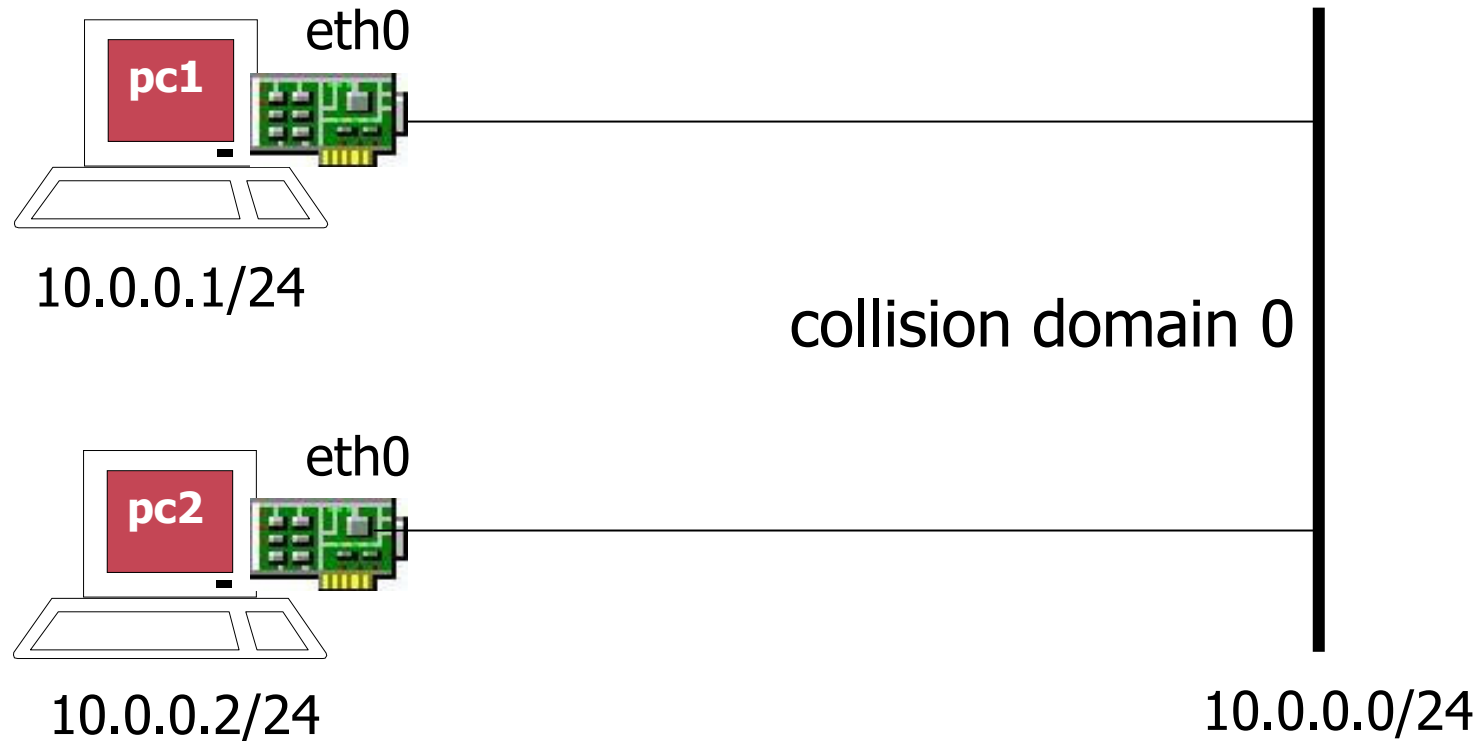 eth0
pc1
10.0.0.1/24
collision domain 0
eth0
pc2
10.0.0.2/24
10.0.0.0/24